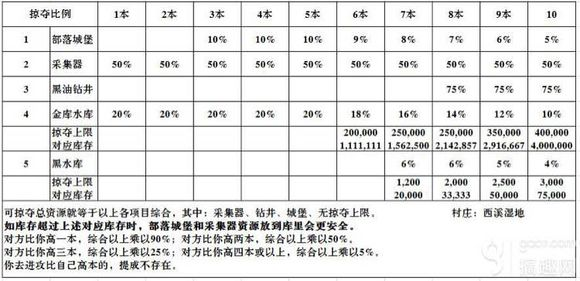 掠夺比例 1本 2本 3本 4本 5本 6本 7本 8本 9本 10
1 部落城堡 10% 10% 10% 9% 8% 7% 6% 5%
2 采集器 50% 50% 50% 50% 50% 50% 50% 50% 50% 50%
3 黑油钻井 75% 75% 75%
4 金库水库 20% 20% 20% 20% 20% 18% 16% 14% 12% 10%
掠夺上限 200,000 250,000 250,000 350,000 400,000
对应库存 1,111,111 1,562,500 2,142,857 2,916,667 4,000,000
5 黑水库 6% 6% 5% 4%
掠夺上限 1,200 2,000 2,500 3,000
对应库存 20,000 33,333 50,000 75,000
可掠夺总资源就等于以上各项目综合，其中：采集器、钻井、城堡、无掠夺上限。 村庄：西溪湿地
如库存超过上述对应库存时，部落城堡和采集器资源放到库里会更安全。
对方比你高一本，综合以上乘以90%；对方比你高两本，综合以上乘以50%。
对方比你高三本，综合以上乘以25%；对方比你高四本或以上，综合以上乘以5%。
你去进攻比自己高本的，提成不存在。
搞趣网